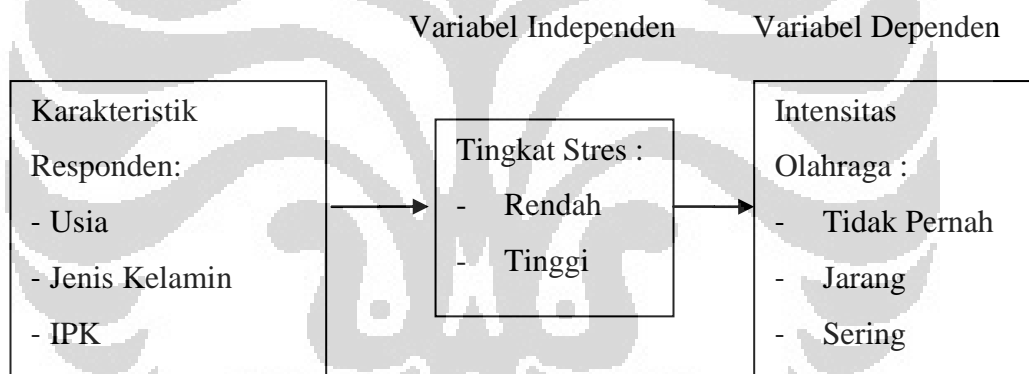 Variabel Independen
Variabel Dependen
Karakteristik
Responden:
- Usia
- Jenis Kelamin
- IPK
Tingkat Stres :
- Rendah
- Tinggi
Intensitas
Olahraga :
- Tidak Pernah
- Jarang
- Sering